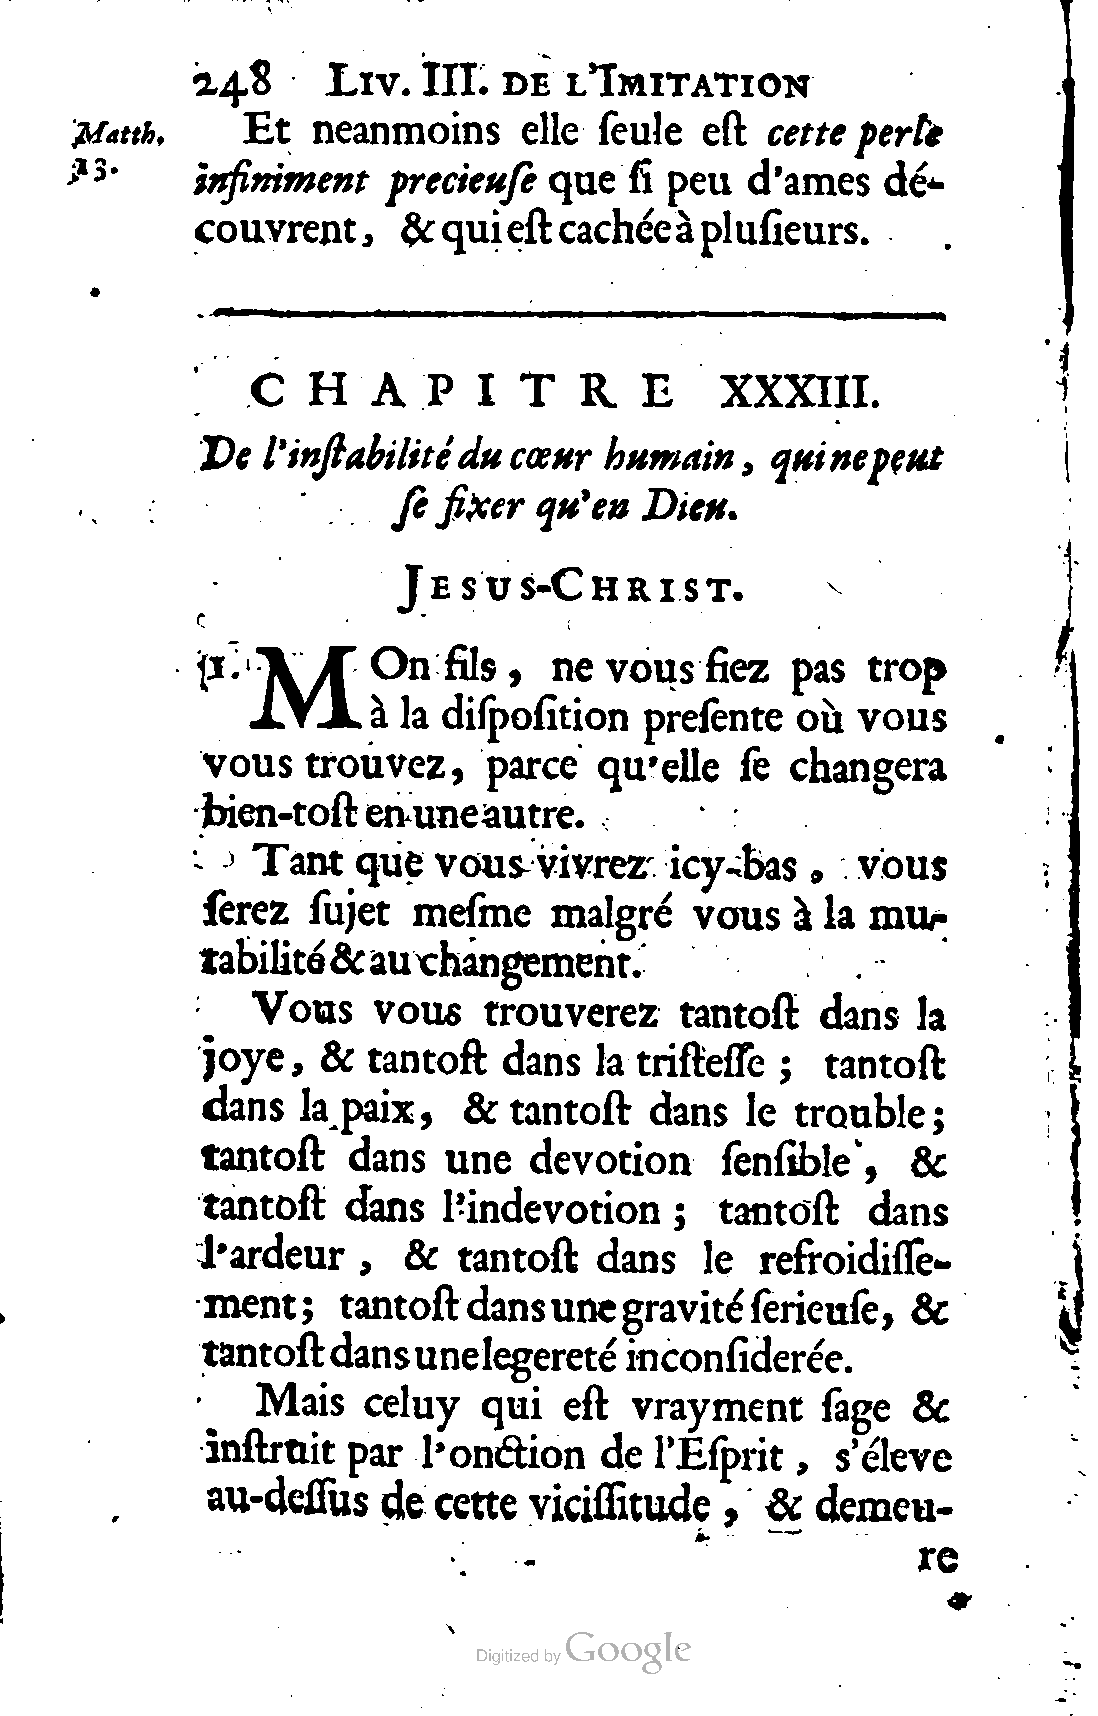 248 LIV. III. DE L'IMITATION
Matth. 13.
Et neanmoins elle ſeule eſt cette perle
infiniment precieuſe que ſi peu d'ames dé-
couvrent, & qui eſt cachée à pluſieurs.
CHAPITRE XXXIII.
De l'inſtabilité du cœur humain, qui ne peut
ſe fixer qu'en Dieu.
JESUS-CHRIST.
1. MOn fils, ne vous fiez pas trop
à la diſpoſition preſente où vous
vous trouvez, parce qu'elle ſe changera
bien-toſt en une autre.
Tant que vous vivrez icy-bas, vous
ſerez ſujet meſme malgré vous à la mu-
tabilité & au changement.
Vous vous trouverez tantoſt dans la
joye, & tantoſt dans la triſteſſe; tantoſt
dans la paix, & tantoſt dans le trouble;
tantoſt dans une devotion ſenſible, &
tantoſt dans l'indevotion; tantoſt dans
l'ardeur, & tantoſt dans le refroidiſſe-
ment; tantoſt dans une gravité ſerieuſe, &
tantoſt dans une legereté inconſiderée.
Mais celuy qui eſt vrayment ſage &
inſtruit par l'onction de l'Eſprit, s'éleve
au-deſſus de cette viciſſitude, & demeu-
re
Digitized by Google